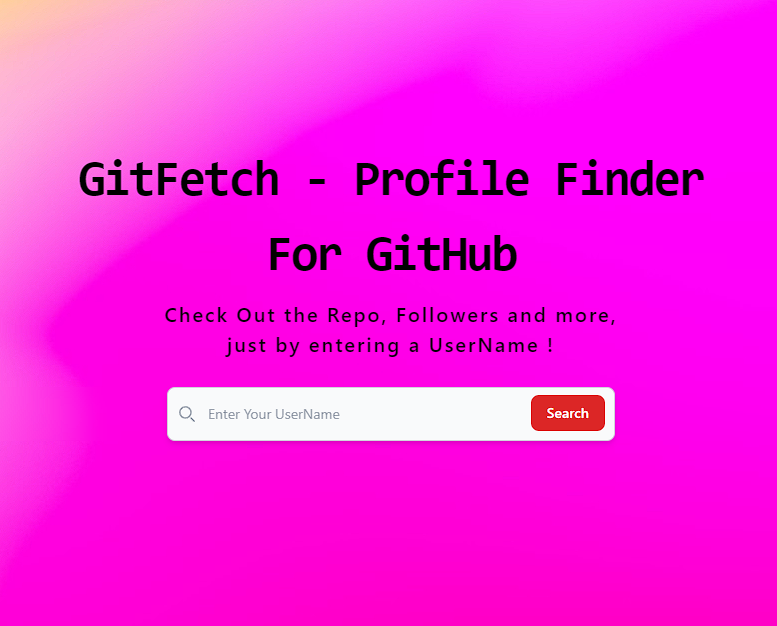 GitFetch - Profile Finder
For GitHub
Check Out the Repo, Followers and more,
just by entering a UserName !
Enter Your UserName
Search